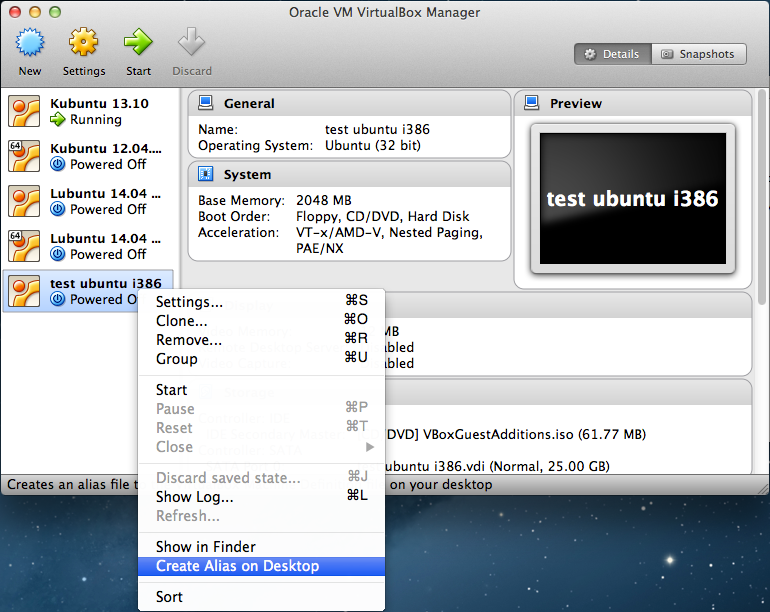 Oracle VM VirtualBox Manager
New
Settings
Start
Discard
Details
Snapshots
64
64
Kubuntu 13.10
Running
Kubuntu 12.04....
Powered Off
Lubuntu 14.04 ...
Powered Off
Lubuntu 14.04 ...
Powered Off
test ubuntu i386
Powered O
General
Name: test ubuntu i386
Operating System: Ubuntu (32 bit)
System
Base Memory: 2048 MB
Boot Order: Floppy, CD/DVD, Hard Disk
Acceleration: VT-x/AMD-V, Nested Paging,
PAE/NX
Preview
test ubuntu i386
MB
abled
abled
DVD] VBoxGuestAdditions.iso (61.77 MB)
ubuntu i386.vdi (Normal, 25.00 GB)
Settings... ⌘S
Clone... ⌘O
Remove... ⌘R
Group ⌘U
Start
Pause ⌘P
Reset ⌘T
Close
Discard saved state... ⌘J
Show Log... ⌘L
Refresh...
Show in Finder
Create Alias on Desktop
Sort
Creates an alias file on your desktop